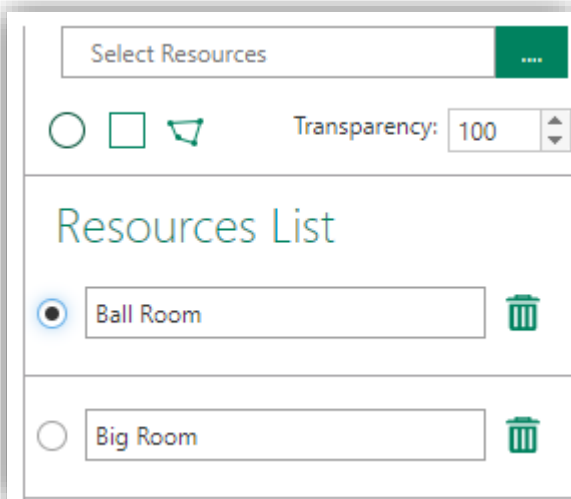 Select Resources ....
Transparency: 100
Resources List
Ball Room
Big Room